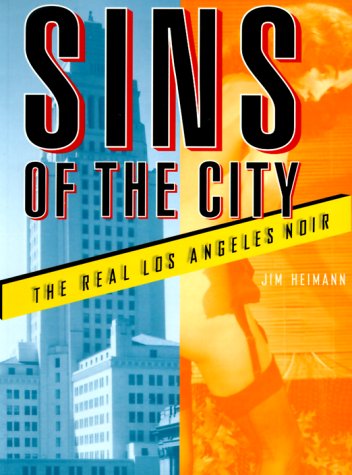 SINS
OF THE CITY
THE REAL LOS ANGELES NOIR
JIM HEIMANN